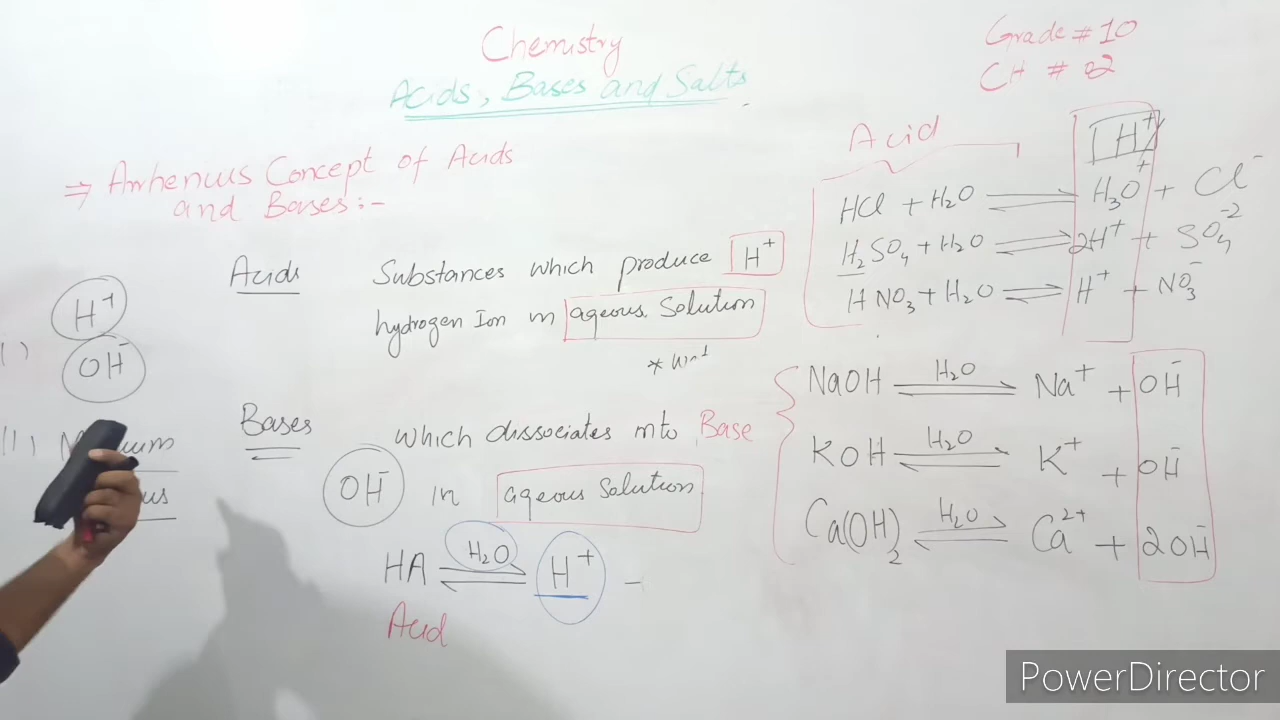 Chemistry
Acids, Bases and Salts
Grade # 10
CH # 02
⇒ Arrhenius Concept of Acids
and Bases:-
Acids Substances which produce H⁺
hydrogen Ion in aqeous. Solution
H⁺
OH⁻
Bases which dissociates into Base
OH⁻ in aqeous Solution
HA ⇌ H₂O H⁺ -
Acid
Acid
H⁺
HCl + H₂O ⇌ H₃O⁺ + Cl⁻
H₂SO₄ + H₂O ⇌ 2H⁺ + SO₄⁻²
HNO₃ + H₂O ⇌ H⁺ + NO₃⁻
NaOH ⇌ H₂O Na⁺ + OH⁻
KOH ⇌ H₂O K⁺ + OH⁻
Ca(OH)₂ ⇌ H₂O Ca²⁺ + 2OH⁻
PowerDirector